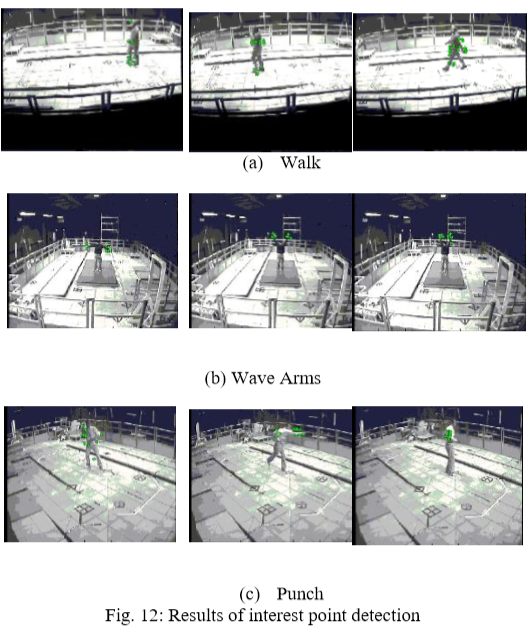 (a) Walk
(b) Wave Arms
(c) Punch
Fig. 12: Results of interest point detection